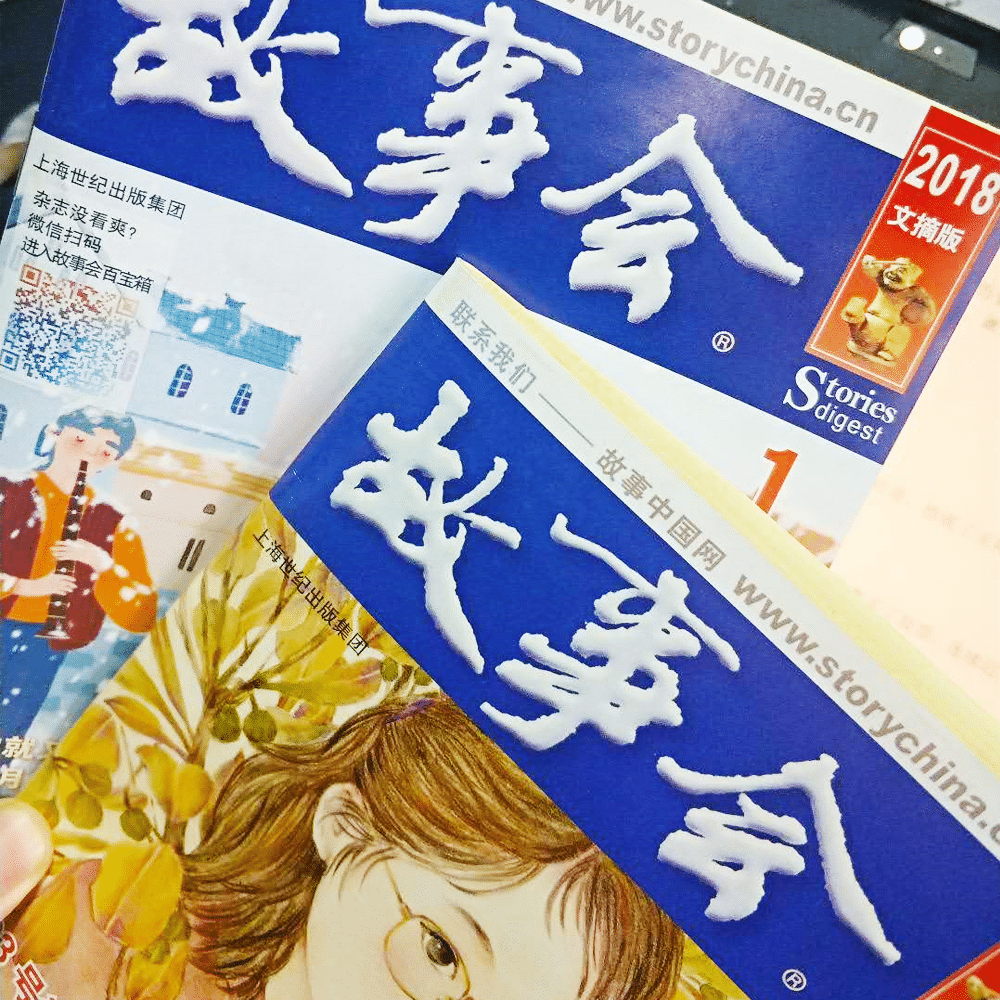 www.storychina.cn
故事会
®
2018
文摘版
Stories
digest
1
上海世纪出版集团
杂志没看爽?
微信扫码
进入故事会百宝箱
联系我们——故事中国网 www.storychina.c
故事会
®
上海世纪出版集团
就
月
号